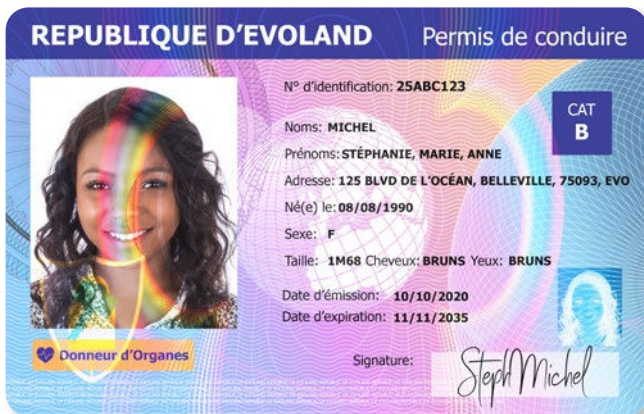 REPUBLIQUE D'EVOLAND Permis de conduire
N° d'identification: 25ABC123
CAT
B
Noms: MICHEL
Prénoms: STÉPHANIE, MARIE, ANNE
Adresse: 125 BLVD DE L'OCÉAN, BELLEVILLE, 75093, EVO
Né(e) le: 08/08/1990
Sexe: F
Taille: 1M68 Cheveux: BRUNS Yeux: BRUNS
Date d'émission: 10/10/2020
Date d'expiration: 11/11/2035
Donneur d'Organes
Signature: Steph Michel